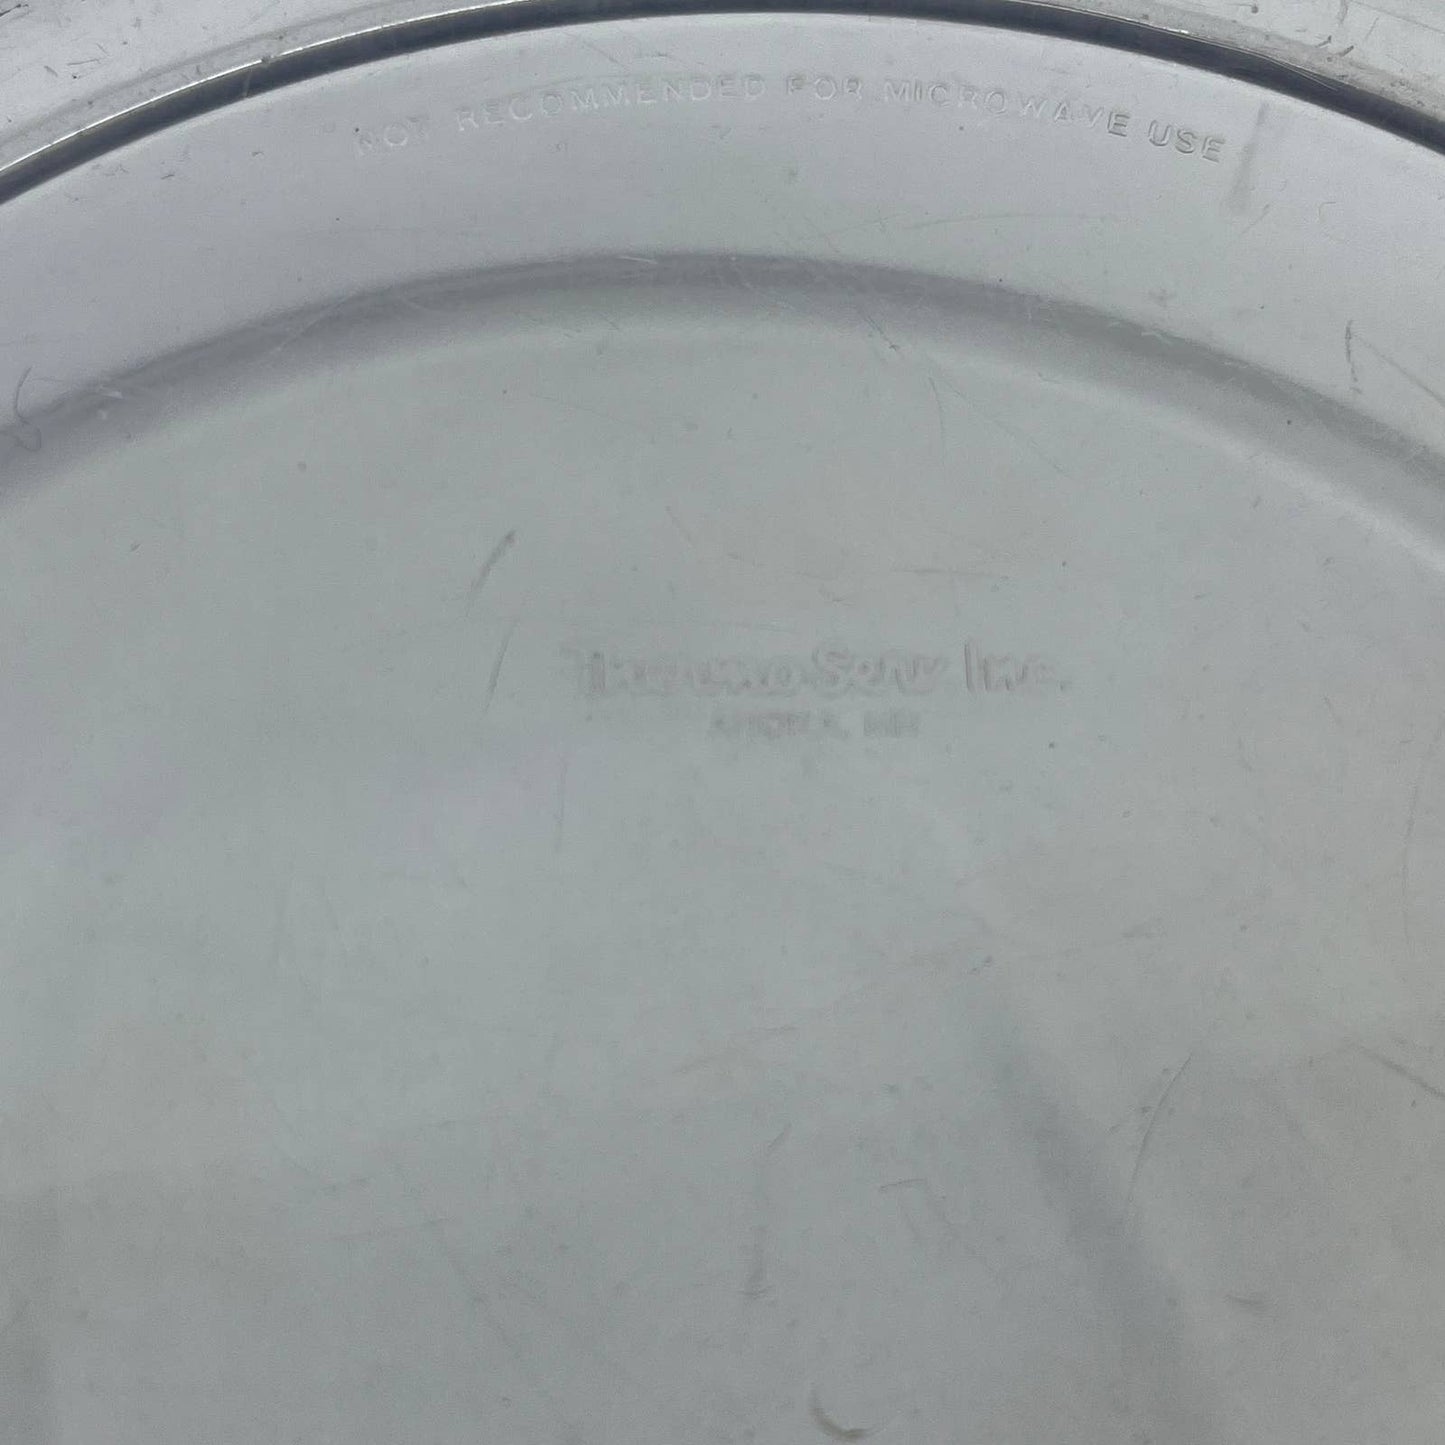 NOT RECOMMENDED FOR MICROWAVE USE
Thermo-Serv Inc.
ANOKA, MN